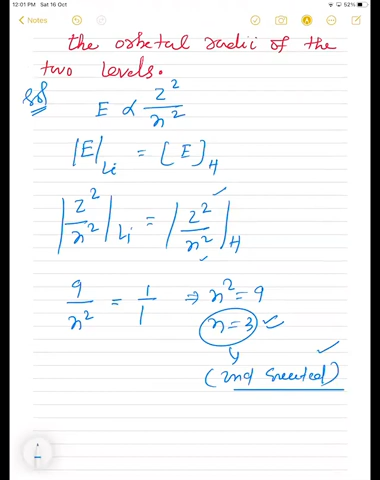 12:01 PM Sat 16 Oct
52%
Notes
the orbetal radii of the
two levels.
Sol
E ∝ Z²/n²
|E|Li = [E]H
|Z²/n²|Li = |Z²/n²|H
9/n² = 1/1 ⇒ n² = 9
n = 3
(2nd Excited)